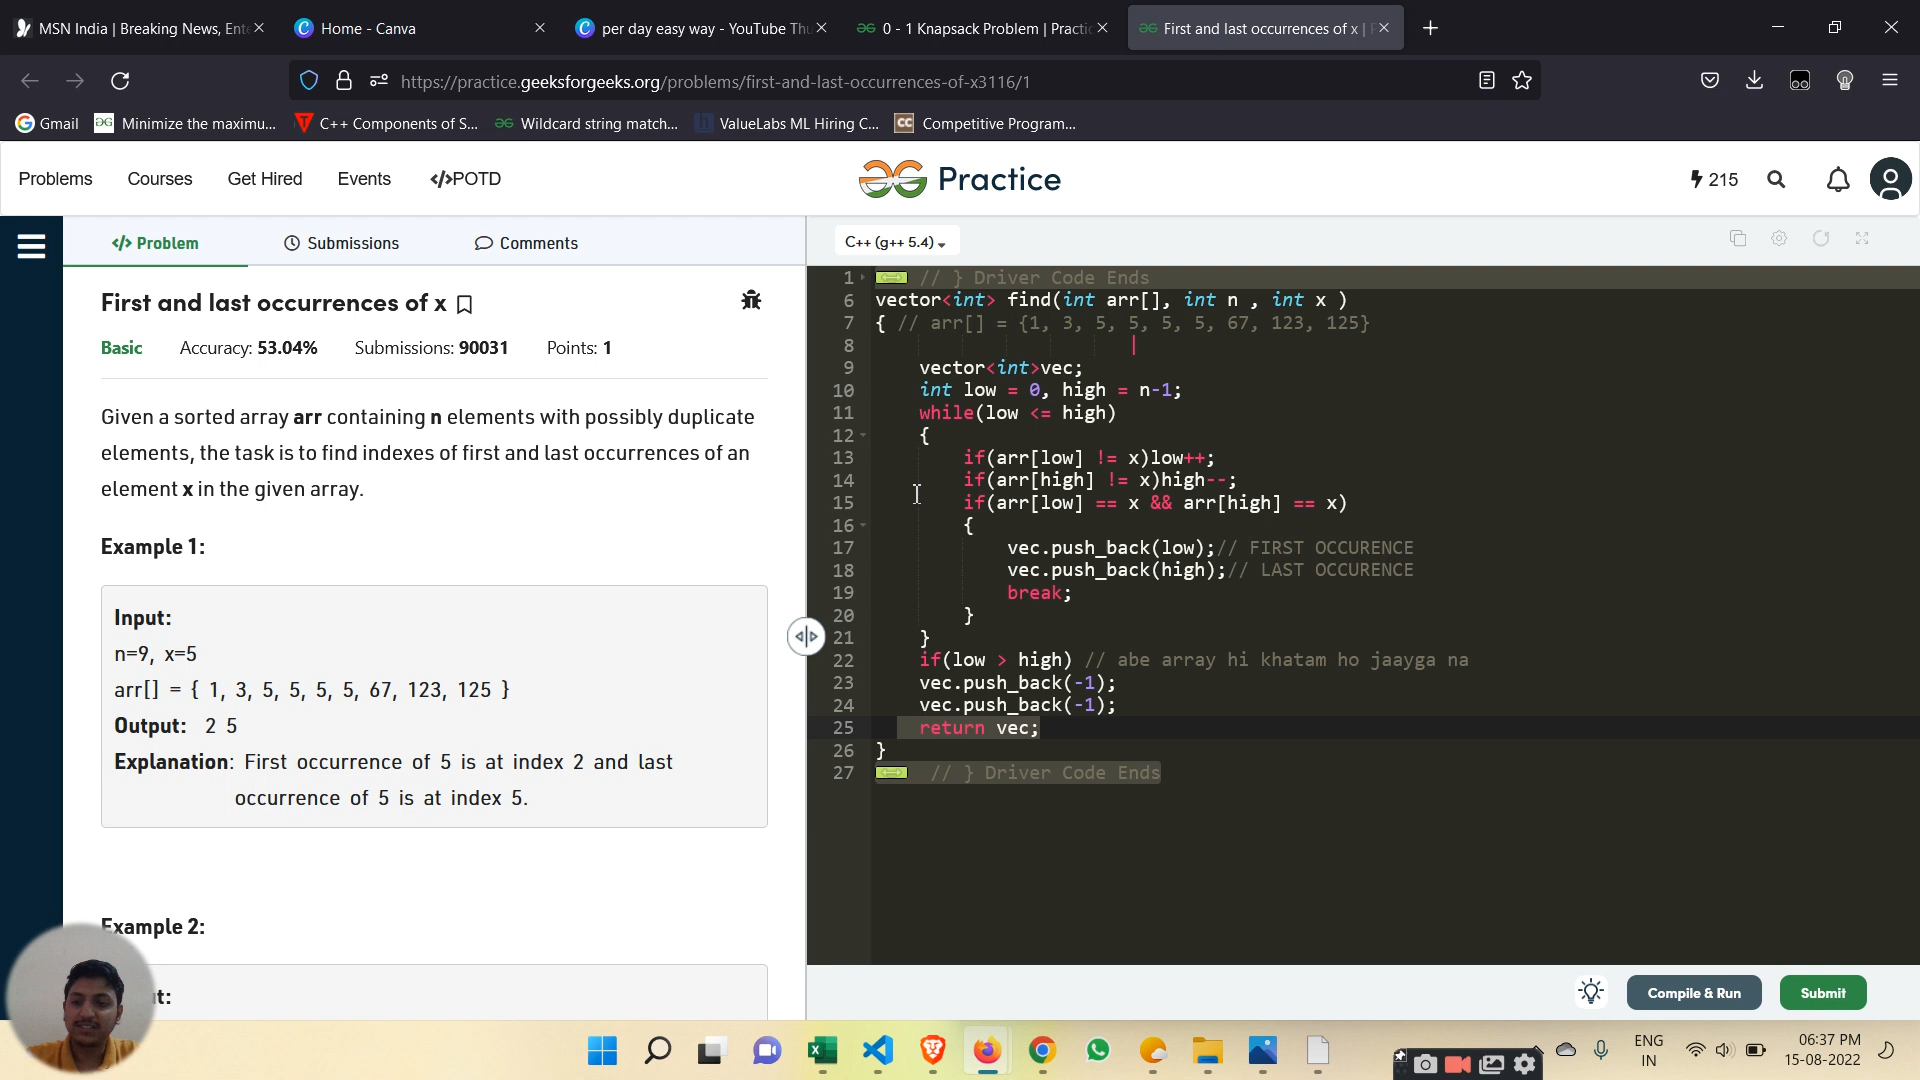 MSN India | Breaking News, Ente
Home - Canva
per day easy way - YouTube Thu
0 - 1 Knapsack Problem | Practic
First and last occurrences of x | P
https://practice.geeksforgeeks.org/problems/first-and-last-occurrences-of-x3116/1
Gmail
Minimize the maximu...
C++ Components of S...
Wildcard string match...
ValueLabs ML Hiring C...
CC Competitive Program...
Problems
Courses
Get Hired
Events
</>POTD
Practice
215
</> Problem
Submissions
Comments
C++ (g++ 5.4)
First and last occurrences of x
Basic Accuracy: 53.04% Submissions: 90031 Points: 1
Given a sorted array arr containing n elements with possibly duplicate
elements, the task is to find indexes of first and last occurrences of an
element x in the given array.
Example 1:
Input:
n=9, x=5
arr[] = { 1, 3, 5, 5, 5, 5, 67, 123, 125 }
Output: 2 5
Explanation: First occurrence of 5 is at index 2 and last
occurrence of 5 is at index 5.
Example 2:
t:
1 // } Driver Code Ends
6 vector<int> find(int arr[], int n , int x )
7 { // arr[] = {1, 3, 5, 5, 5, 5, 67, 123, 125}
8 |
9 vector<int>vec;
10 int low = 0, high = n-1;
11 while(low <= high)
12 {
13 if(arr[low] != x)low++;
14 if(arr[high] != x)high--;
15 if(arr[low] == x && arr[high] == x)
16 {
17 vec.push_back(low);// FIRST OCCURENCE
18 vec.push_back(high);// LAST OCCURENCE
19 break;
20 }
21 }
22 if(low > high) // abe array hi khatam ho jaayga na
23 vec.push_back(-1);
24 vec.push_back(-1);
25 return vec;
26 }
27 // } Driver Code Ends
Compile & Run
Submit
ENG
IN
06:37 PM
15-08-2022